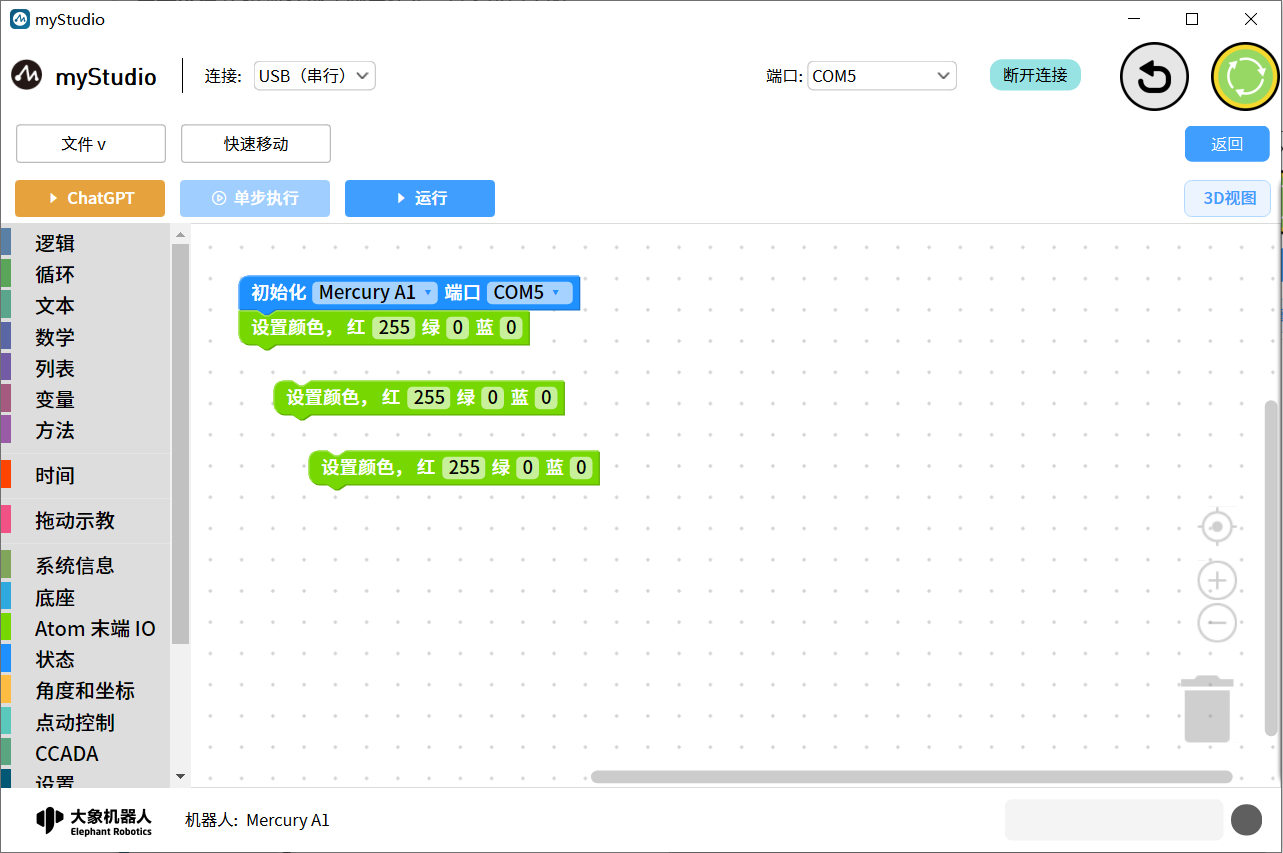 myStudio
myStudio 连接: USB（串行） 端口: COM5 断开连接
文件 v 快速移动 返回
ChatGPT 单步执行 运行 3D视图
逻辑
循环
文本
数学
列表
变量
方法
时间
拖动示教
系统信息
底座
Atom 末端 IO
状态
角度和坐标
点动控制
CCADA
设置
初始化 Mercury A1 端口 COM5
设置颜色， 红 255 绿 0 蓝 0
设置颜色， 红 255 绿 0 蓝 0
设置颜色， 红 255 绿 0 蓝 0
大象机器人
Elephant Robotics
机器人: Mercury A1